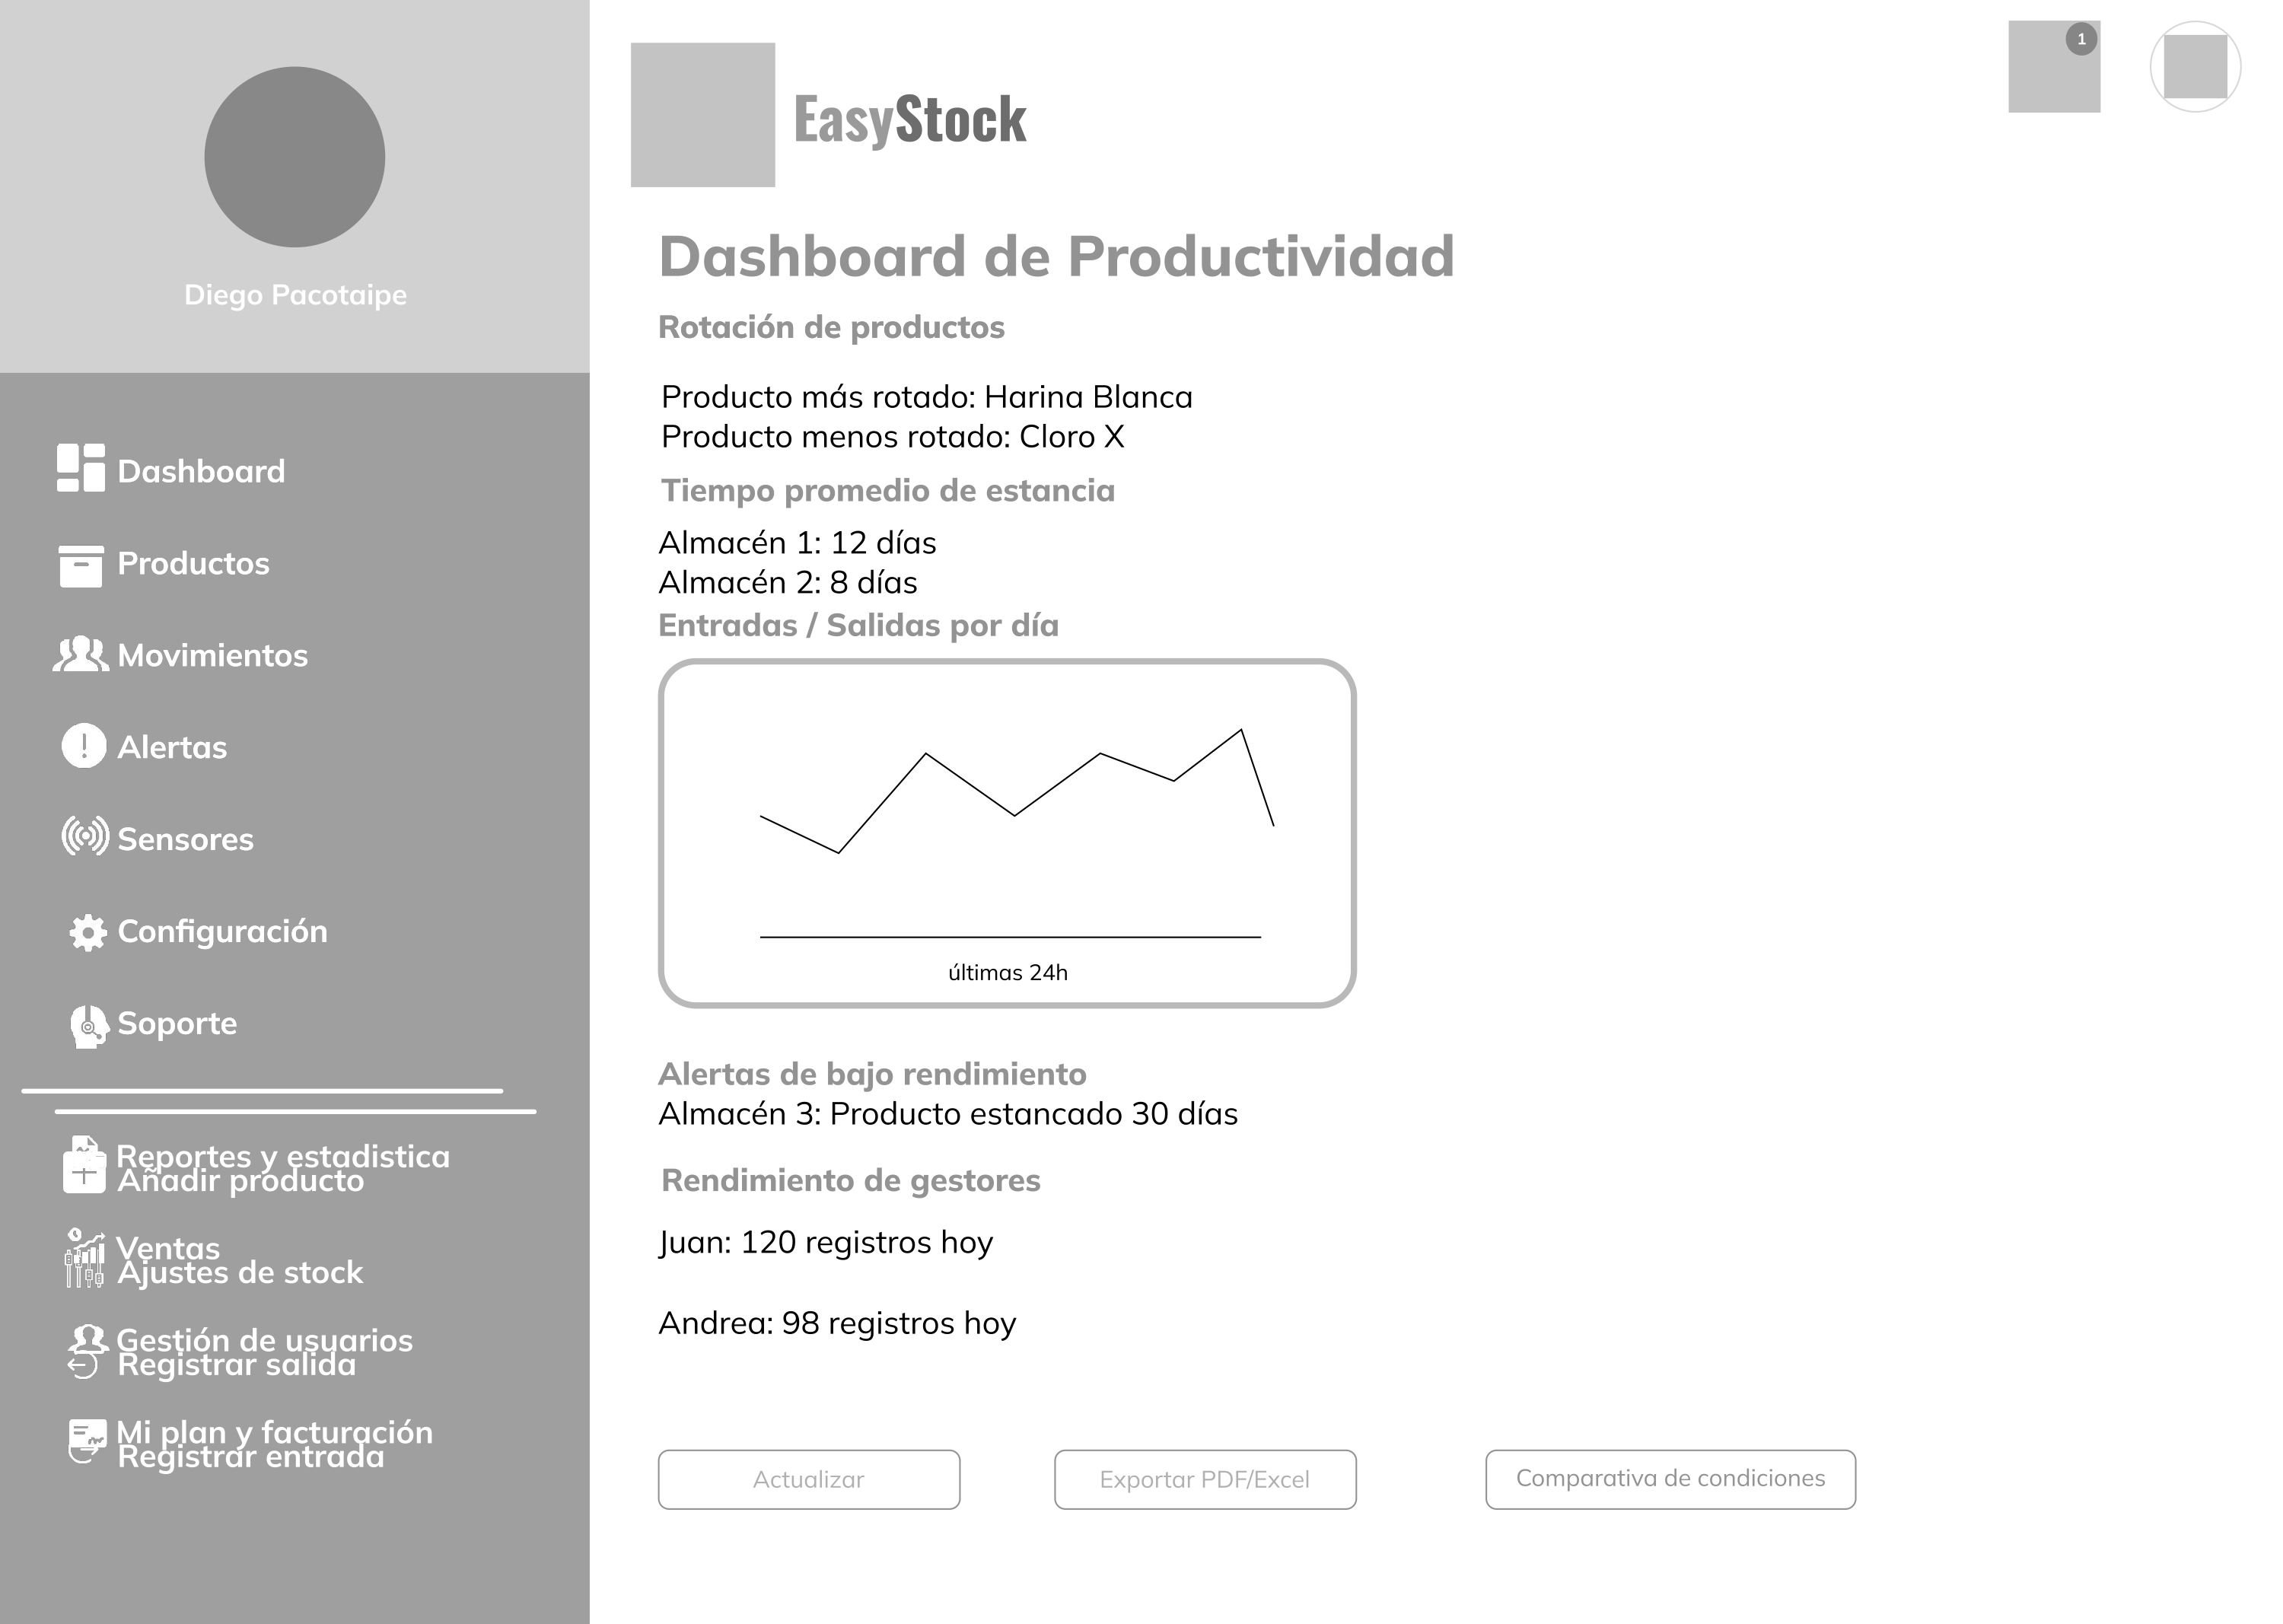 Diego Pacotaipe
Dashboard
Productos
Movimientos
Alertas
Sensores
Configuración
Soporte
Reportes y estadistica
Añadir producto
Ventas
Ajustes de stock
Gestión de usuarios
Registrar salida
Mi plan y facturación
Registrar entrada
EasyStock
1
Dashboard de Productividad
Rotación de productos
Producto más rotado: Harina Blanca
Producto menos rotado: Cloro X
Tiempo promedio de estancia
Almacén 1: 12 días
Almacén 2: 8 días
Entradas / Salidas por día
últimas 24h
Alertas de bajo rendimiento
Almacén 3: Producto estancado 30 días
Rendimiento de gestores
Juan: 120 registros hoy
Andrea: 98 registros hoy
Actualizar
Exportar PDF/Excel
Comparativa de condiciones